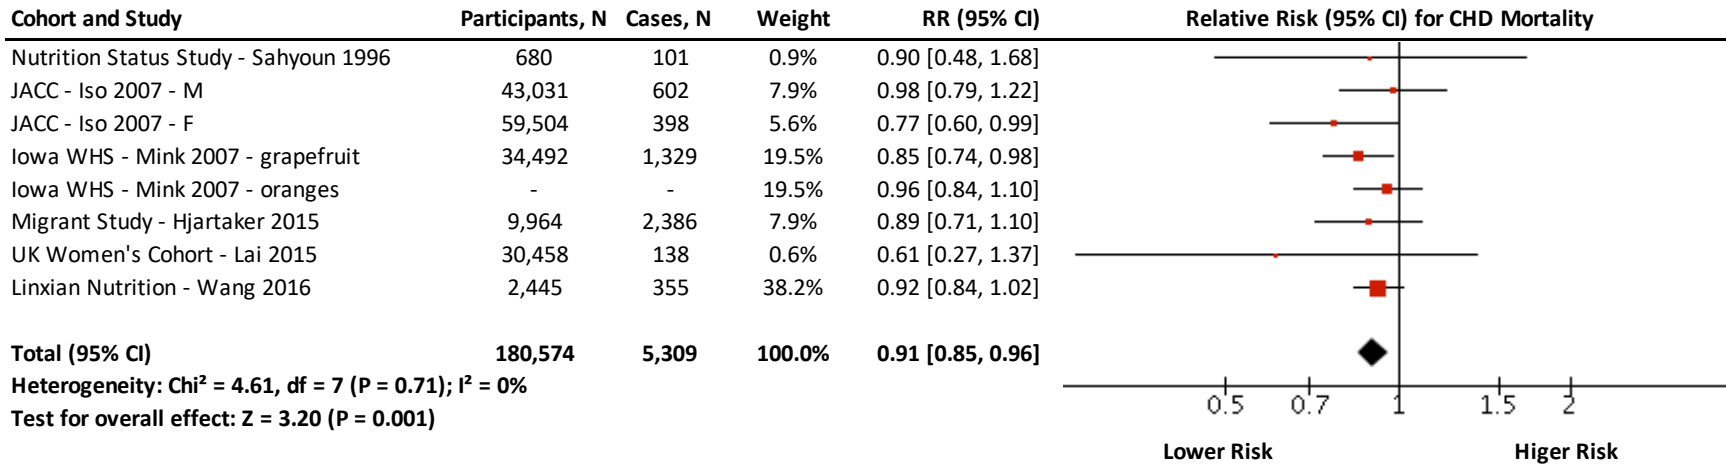 Cohort and Study Participants, N Cases, N Weight RR (95% CI) Relative Risk (95% CI) for CHD Mortality
Nutrition Status Study - Sahyoun 1996 680 101 0.9% 0.90 [0.48, 1.68]
JACC - Iso 2007 - M 43,031 602 7.9% 0.98 [0.79, 1.22]
JACC - Iso 2007 - F 59,504 398 5.6% 0.77 [0.60, 0.99]
Iowa WHS - Mink 2007 - grapefruit 34,492 1,329 19.5% 0.85 [0.74, 0.98]
Iowa WHS - Mink 2007 - oranges - - 19.5% 0.96 [0.84, 1.10]
Migrant Study - Hjartaker 2015 9,964 2,386 7.9% 0.89 [0.71, 1.10]
UK Women's Cohort - Lai 2015 30,458 138 0.6% 0.61 [0.27, 1.37]
Linxian Nutrition - Wang 2016 2,445 355 38.2% 0.92 [0.84, 1.02]
Total (95% CI) 180,574 5,309 100.0% 0.91 [0.85, 0.96]
Heterogeneity: Chi² = 4.61, df = 7 (P = 0.71); I² = 0%
0.5 0.7 1 1.5 2
Test for overall effect: Z = 3.20 (P = 0.001)
Lower Risk Higer Risk